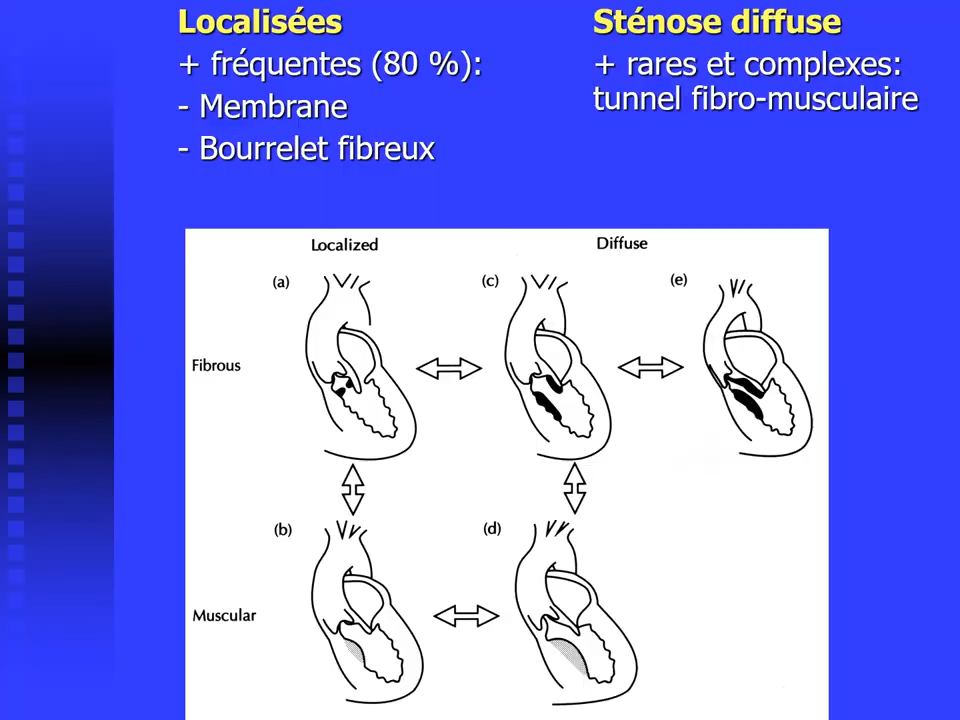 Localisées
+ fréquentes (80 %):
- Membrane
- Bourrelet fibreux
Sténose diffuse
+ rares et complexes:
tunnel fibro-musculaire
Localized
Diffuse
(a)
(c)
(e)
Fibrous
(b)
(d)
Muscular